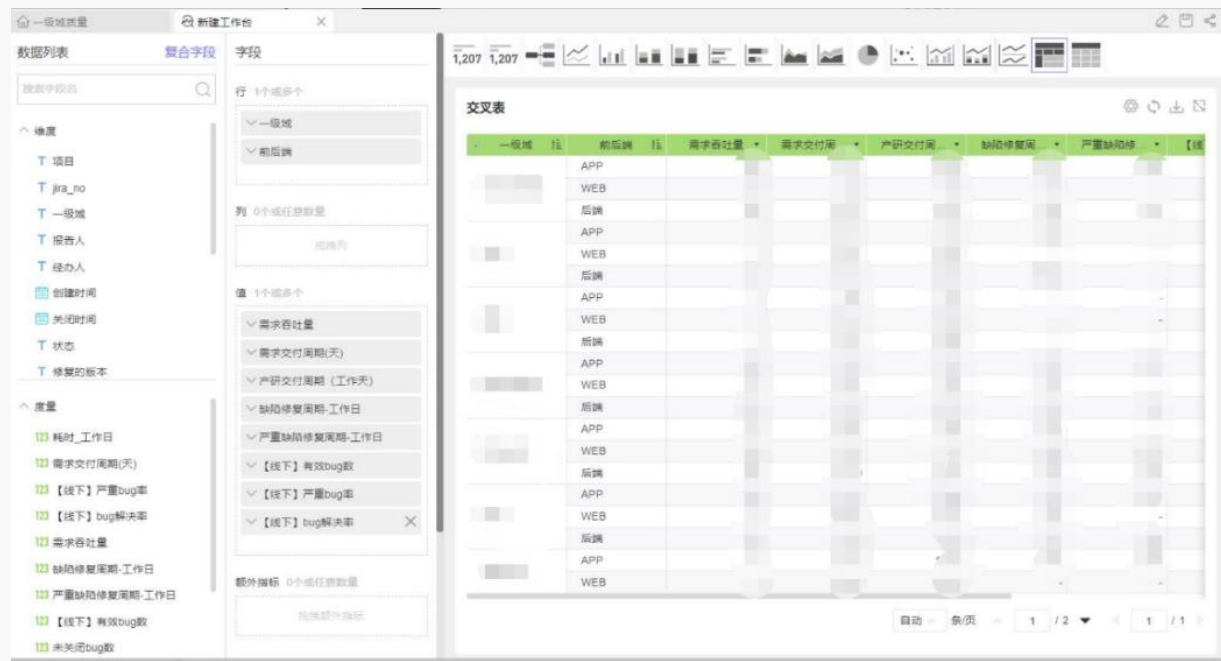 一级域质量
新建工作台
数据列表
复合字段
搜索字段名
维度
T 项目
T jira_no
T 一级域
T 报告人
T 经办人
创建时间
关闭时间
T 状态
T 修复的版本
度量
123 耗时_工作日
123 需求交付周期(天)
123 【线下】严重bug率
123 【线下】bug解决率
123 需求吞吐量
123 缺陷修复周期-工作日
123 严重缺陷修复周期-工作日
123 【线下】有效bug数
123 未关闭bug数
字段
行 1个或多个
一级域
前后端
列 0个或任意数量
拖拽列
值 1个或多个
需求吞吐量
需求交付周期(天)
产研交付周期（工作天）
缺陷修复周期-工作日
严重缺陷修复周期-工作日
【线下】有效bug数
【线下】严重bug率
【线下】bug解决率
额外指标 0个或任意数量
拖拽额外指标
1,207 1,207
交叉表
一级域 前后端 需求吞吐量 需求交付周... 产研交付周... 缺陷修复周... 严重缺陷修... 【线
APP
WEB
后端
APP
WEB
后端
APP -
WEB -
后端
APP
WEB
后端
APP
WEB
后端
APP
WEB -
后端
APP
WEB - -
自动 条/页 1 / 2 1 / 1